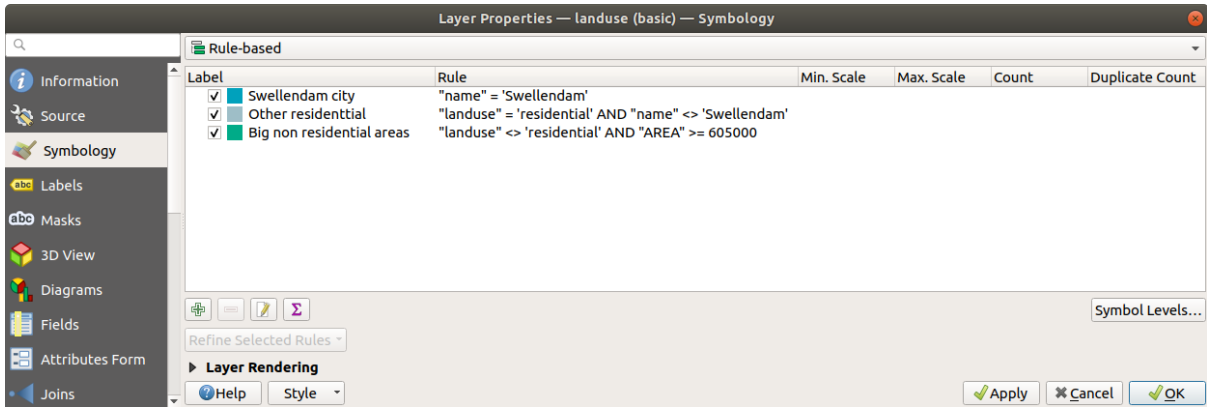 Layer Properties — landuse (basic) — Symbology
Rule-based
Information
Source
Symbology
Labels
Masks
3D View
Diagrams
Fields
Attributes Form
Joins
Label Rule Min. Scale Max. Scale Count Duplicate Count
Swellendam city "name" = 'Swellendam'
Other residenttial "landuse" = 'residential' AND "name" <> 'Swellendam'
Big non residential areas "landuse" <> 'residential' AND "AREA" >= 605000
Σ
Symbol Levels...
Refine Selected Rules
Layer Rendering
Help Style Apply Cancel OK